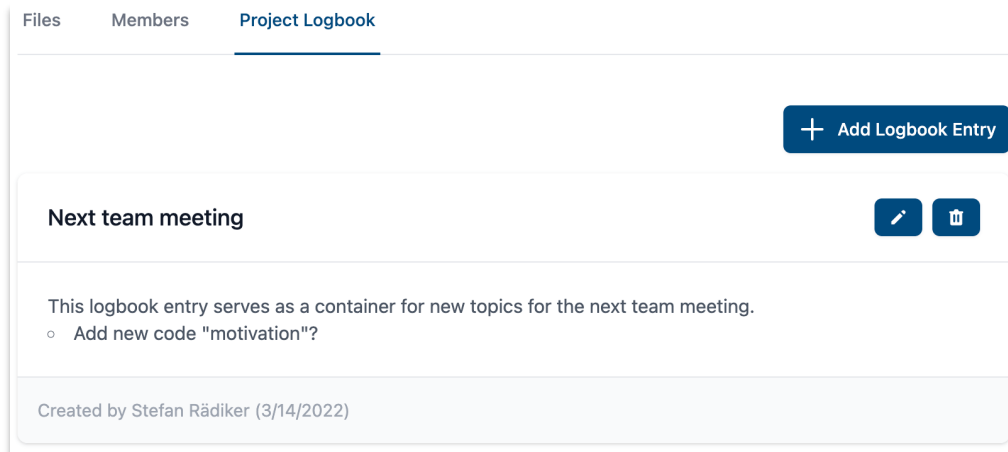 Files Members Project Logbook
Add Logbook Entry
Next team meeting
This logbook entry serves as a container for new topics for the next team meeting.
Add new code "motivation"?
Created by Stefan Rädiker (3/14/2022)